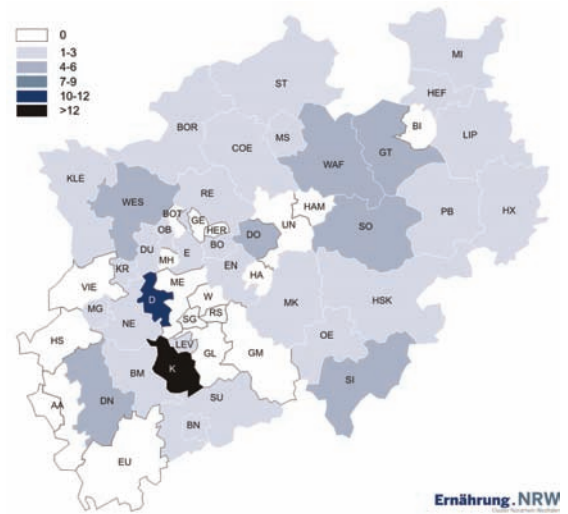 0
1-3
4-6
7-9
10-12
>12
MI
ST
HEF
BOR
MS
BI
LIP
COE
GT
WAF
KLE
WES
RE
HAM
PB
HX
BOT
GE
HER
UN
SO
OB
DO
BO
DU
E
MH
EN
HA
KR
VIE
ME
D
W
MK
HSK
MG
NE
SG
RS
HS
LEV
GL
OE
K
GM
BM
SI
AA
DN
SU
BN
EU
Ernährung.NRW
Cluster Nordrhein-Westfalen